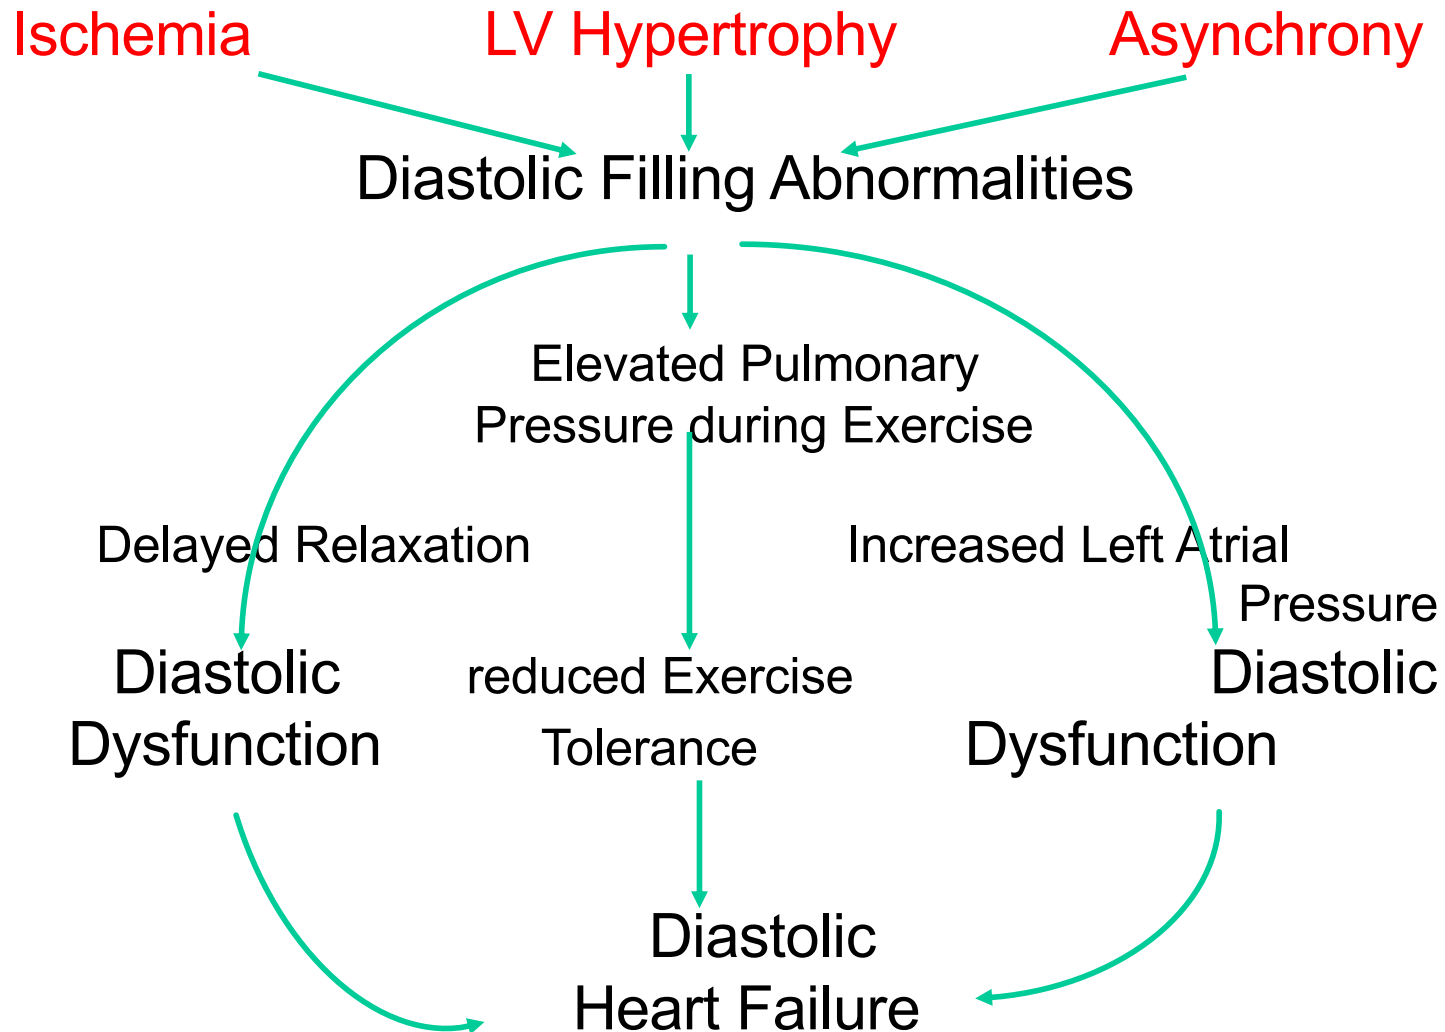 Ischemia LV Hypertrophy Asynchrony
Diastolic Filling Abnormalities
Elevated Pulmonary
Pressure during Exercise
Delayed Relaxation Increased Left Atrial
Pressure
Diastolic reduced Exercise Diastolic
Dysfunction Tolerance Dysfunction
Diastolic
Heart Failure